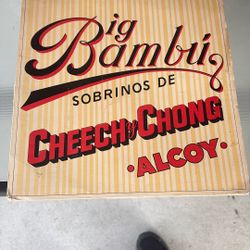 Big
Bambú
SOBRINOS DE
CHEECH y CHONG
• ALCOY •